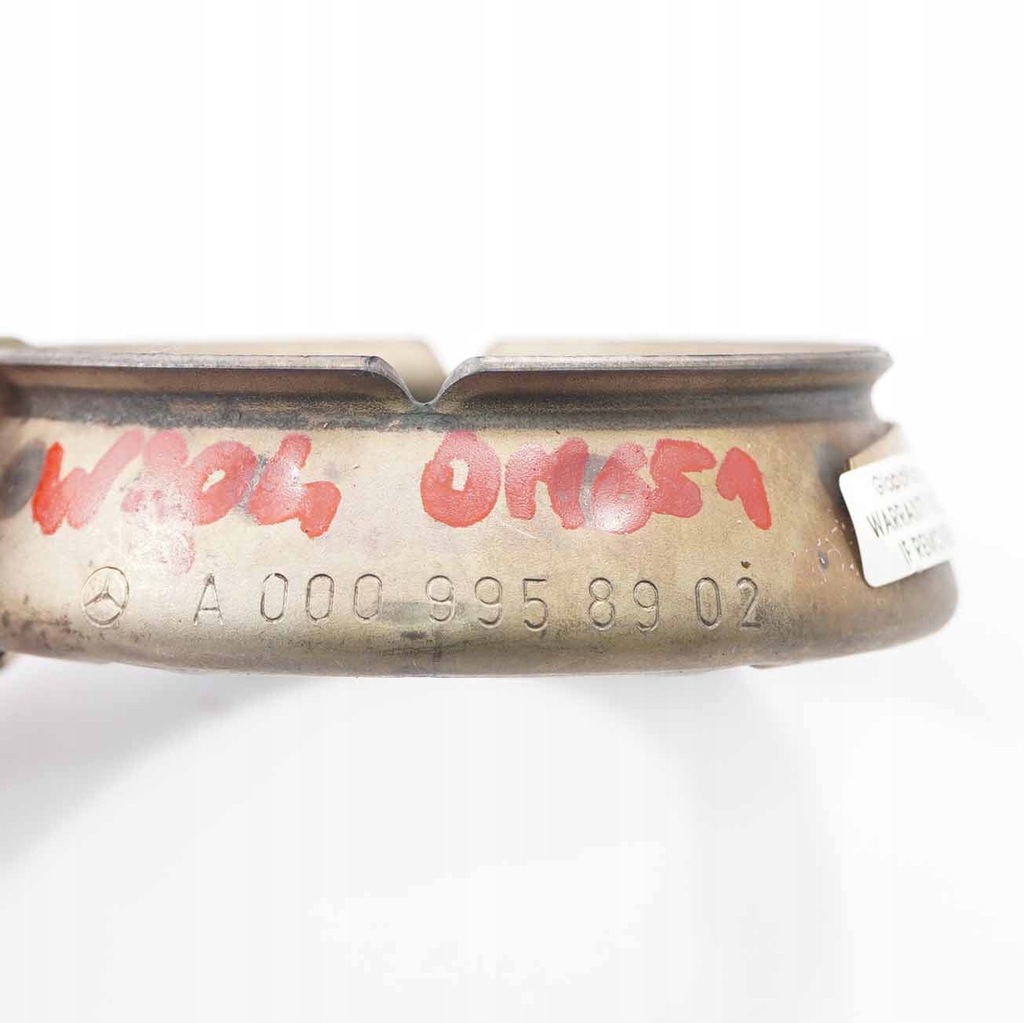 W204 OM651
A 000 995 89 02
WARRANT
IF REMO